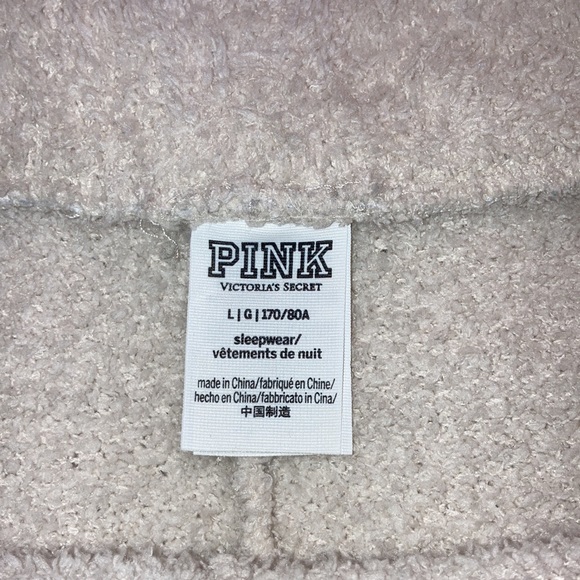 PINK
VICTORIA'S SECRET
L|G|170/80A
sleepwear/
vêtements de nuit
made in China/fabriqué en Chine/
hecho en China/fabbricato in Cina/
中国制造